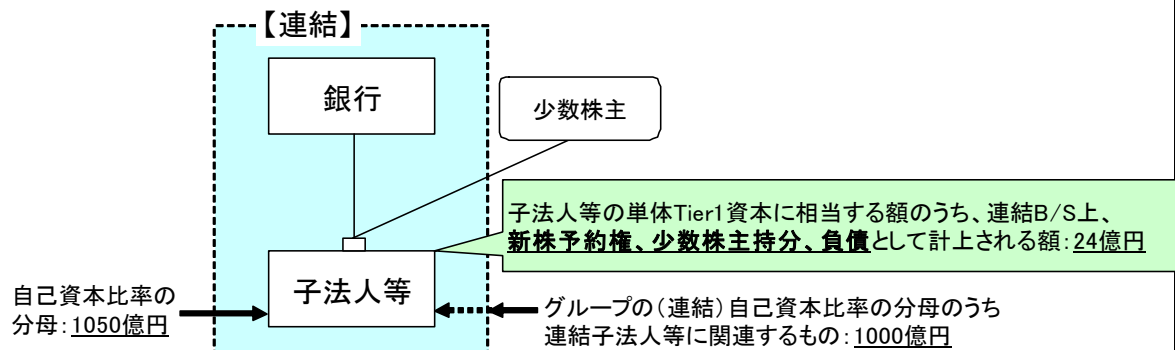 【連結】
銀行
少数株主
子法人等の単体Tier1資本に相当する額のうち、連結B/S上、
新株予約権、少数株主持分、負債として計上される額:24億円
子法人等
自己資本比率の
分母:1050億円
グループの(連結)自己資本比率の分母のうち
連結子法人等に関連するもの:1000億円